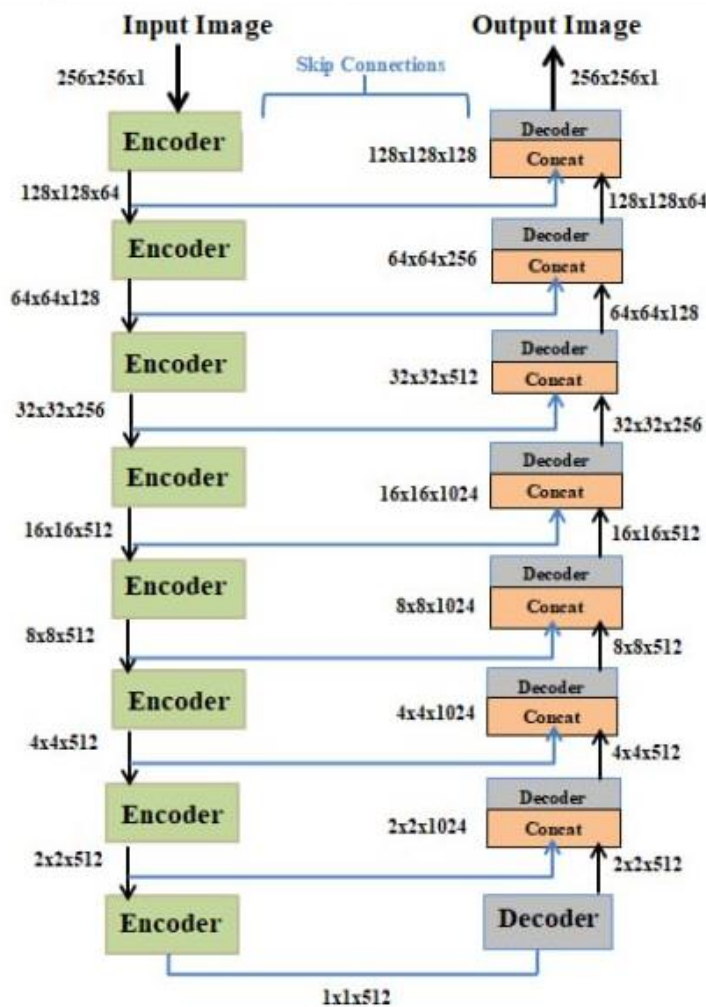 Input Image
Output Image
Skip Connections
256x256x1
256x256x1
Encoder
Decoder
128x128x128
Concat
128x128x64
128x128x64
Encoder
Decoder
64x64x256
Concat
64x64x128
64x64x128
Encoder
Decoder
32x32x512
Concat
32x32x256
32x32x256
Encoder
Decoder
16x16x1024
Concat
16x16x512
16x16x512
Encoder
Decoder
8x8x1024
Concat
8x8x512
8x8x512
Encoder
Decoder
4x4x1024
Concat
4x4x512
4x4x512
Encoder
Decoder
2x2x1024
Concat
2x2x512
2x2x512
Encoder
Decoder
1x1x512